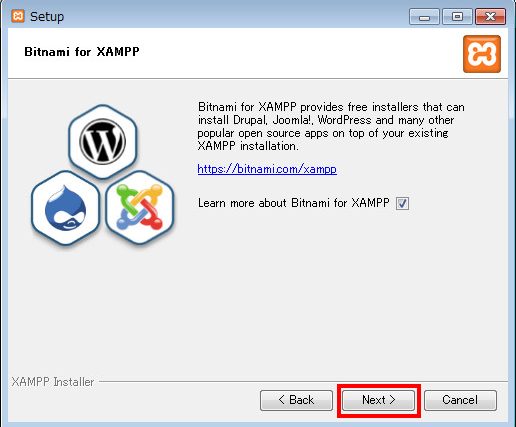 Setup
Bitnami for XAMPP
Bitnami for XAMPP provides free installers that can
install Drupal, Joomla!, WordPress and many other
popular open source apps on top of your existing
XAMPP installation.
https://bitnami.com/xampp
Learn more about Bitnami for XAMPP
XAMPP Installer
< Back
Next >
Cancel